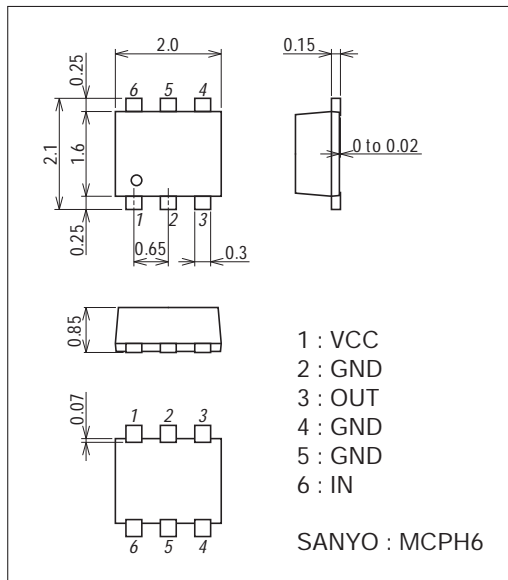 2.0
0.15
0.25
6 5 4
2.1
1.6
0 to 0.02
1 2 3
0.25
0.65
0.3
0.85
1 : VCC
2 : GND
3 : OUT
4 : GND
5 : GND
6 : IN
0.07
1 2 3
6 5 4
SANYO : MCPH6